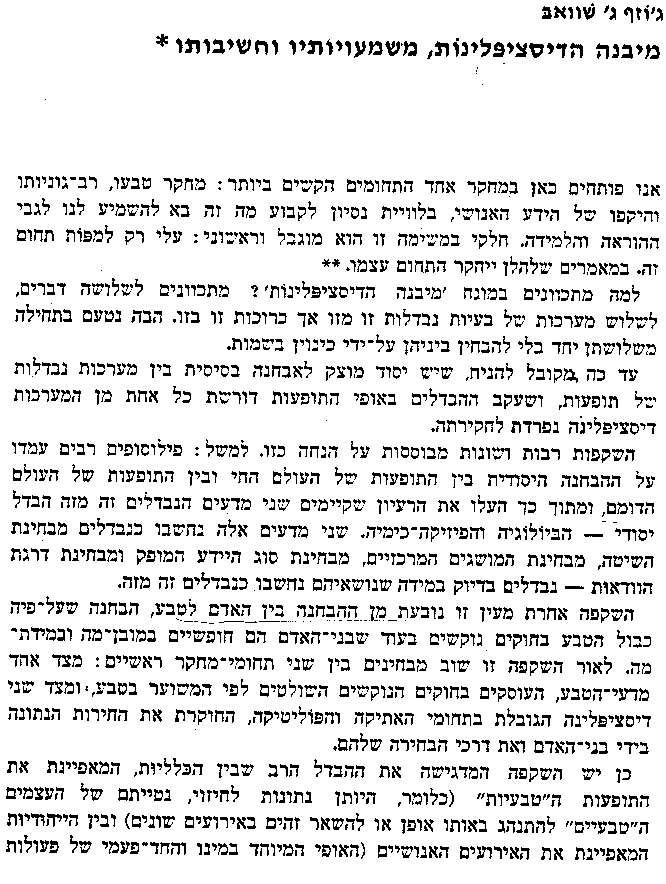 ג׳וזף ג׳ שוואב
מיבנה הדיסציפלינות, משמעויותיו וחשיבותו *
אנו פותחים כאן במחקר אחד התחומים הקשים ביותר: מחקר טבעו, רב־גוניותו
והיקפו של הידע האנושי, בלוויית נסיון לקבוע מה זה בא להשמיע לנו לגבי
ההוראה והלמידה. חלקי במשימה זו הוא מוגבל וראשוני: עלי רק למפות תחום
זה. במאמרים שלהלן ייחקר התחום עצמו. **
למה מתכוונים במונח ׳מיבנה הדיסציפלינות׳? מתכוונים לשלושה דברים,
לשלוש מערכות של בעיות נבדלות זו מזו אך כרוכות זו בזו. הבה נטעם בתחילה
משלושתן יחד בלי להבחין ביניהן על־ידי כינוין בשמות.
עד כה מקובל להניח, שיש יסוד מוצק לאבחנה בסיסית בין מערכות נבדלות
של תופעות, ושעקב ההבדלים באופי התופעות דורשת כל אחת מן המערכות
דיסציפלינה נפרדת לחקירתה.
השקפות רבות ושונות מבוססות על הנחה כזו. למשל: פילוסופים רבים עמדו
על ההבחנה היסודית בין התופעות של העולם החי ובין התופעות של העולם
הדומם, ומתוך כך העלו את הרעיון שקיימים שני מדעים הנבדלים זה מזה הבדל
יסודי — הביולוגיה והפיזיקה־כימיה. שני מדעים אלה נחשבו כנבדלים מבחינת
השיטה, מבחינת המושגים המרכזיים, מבחינת סוג היידע המופק ומבחינת דרגת
הוודאות — נבדלים בדיוק במידה שנושאיהם נחשבו כנבדלים זה מזה.
השקפה אחרת מעין זו נובעת מן ההבחנה בין האדם לטבע, הבחנה שעל־פיה
כבול הטבע בחוקים נוקשים בעוד שבני־האדם הם חופשיים במובן־מה ובמידת־
מה. לאור השקפה זו שוב מבחינים בין שני תחומי־מחקר ראשיים: מצד אחד
מדעי־הטבע, העוסקים בחוקים הנוקשים השולטים לפי המשוער בטבע, ומצד שני
דיסציפלינה הגובלת בתחומי האתיקה והפוליטיקה, החוקרת את החירות הנתונה
בידי בני־האדם ואת דרכי הבחירה שלהם.
כן יש השקפה המדגישה את ההבדל הרב שבין הכלליות, המאפיינת את
התופעות ה״טבעיות״ (כלומר, היותן נתונות לחיזוי, נטייתם של העצמים
ה״טבעיים״ להתנהג באותו אופן או להשאר זהים באירועים שונים) ובין הייחודיות
המאפיינת את האירועים האנושיים (האופי המיוחד במינו והחד־פעמי של פעולות